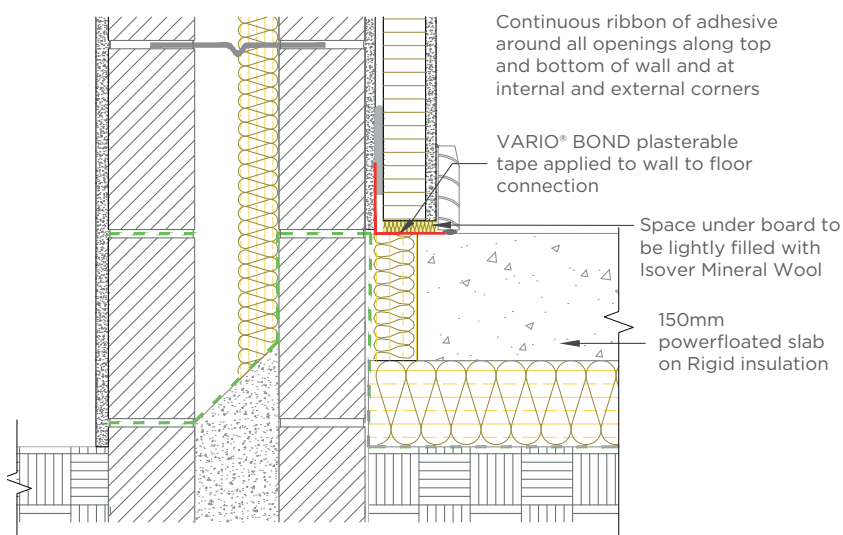 Continuous ribbon of adhesive
around all openings along top
and bottom of wall and at
internal and external corners
VARIO® BOND plasterable
tape applied to wall to floor
connection
Space under board to
be lightly filled with
Isover Mineral Wool
150mm
powerfloated slab
on Rigid insulation